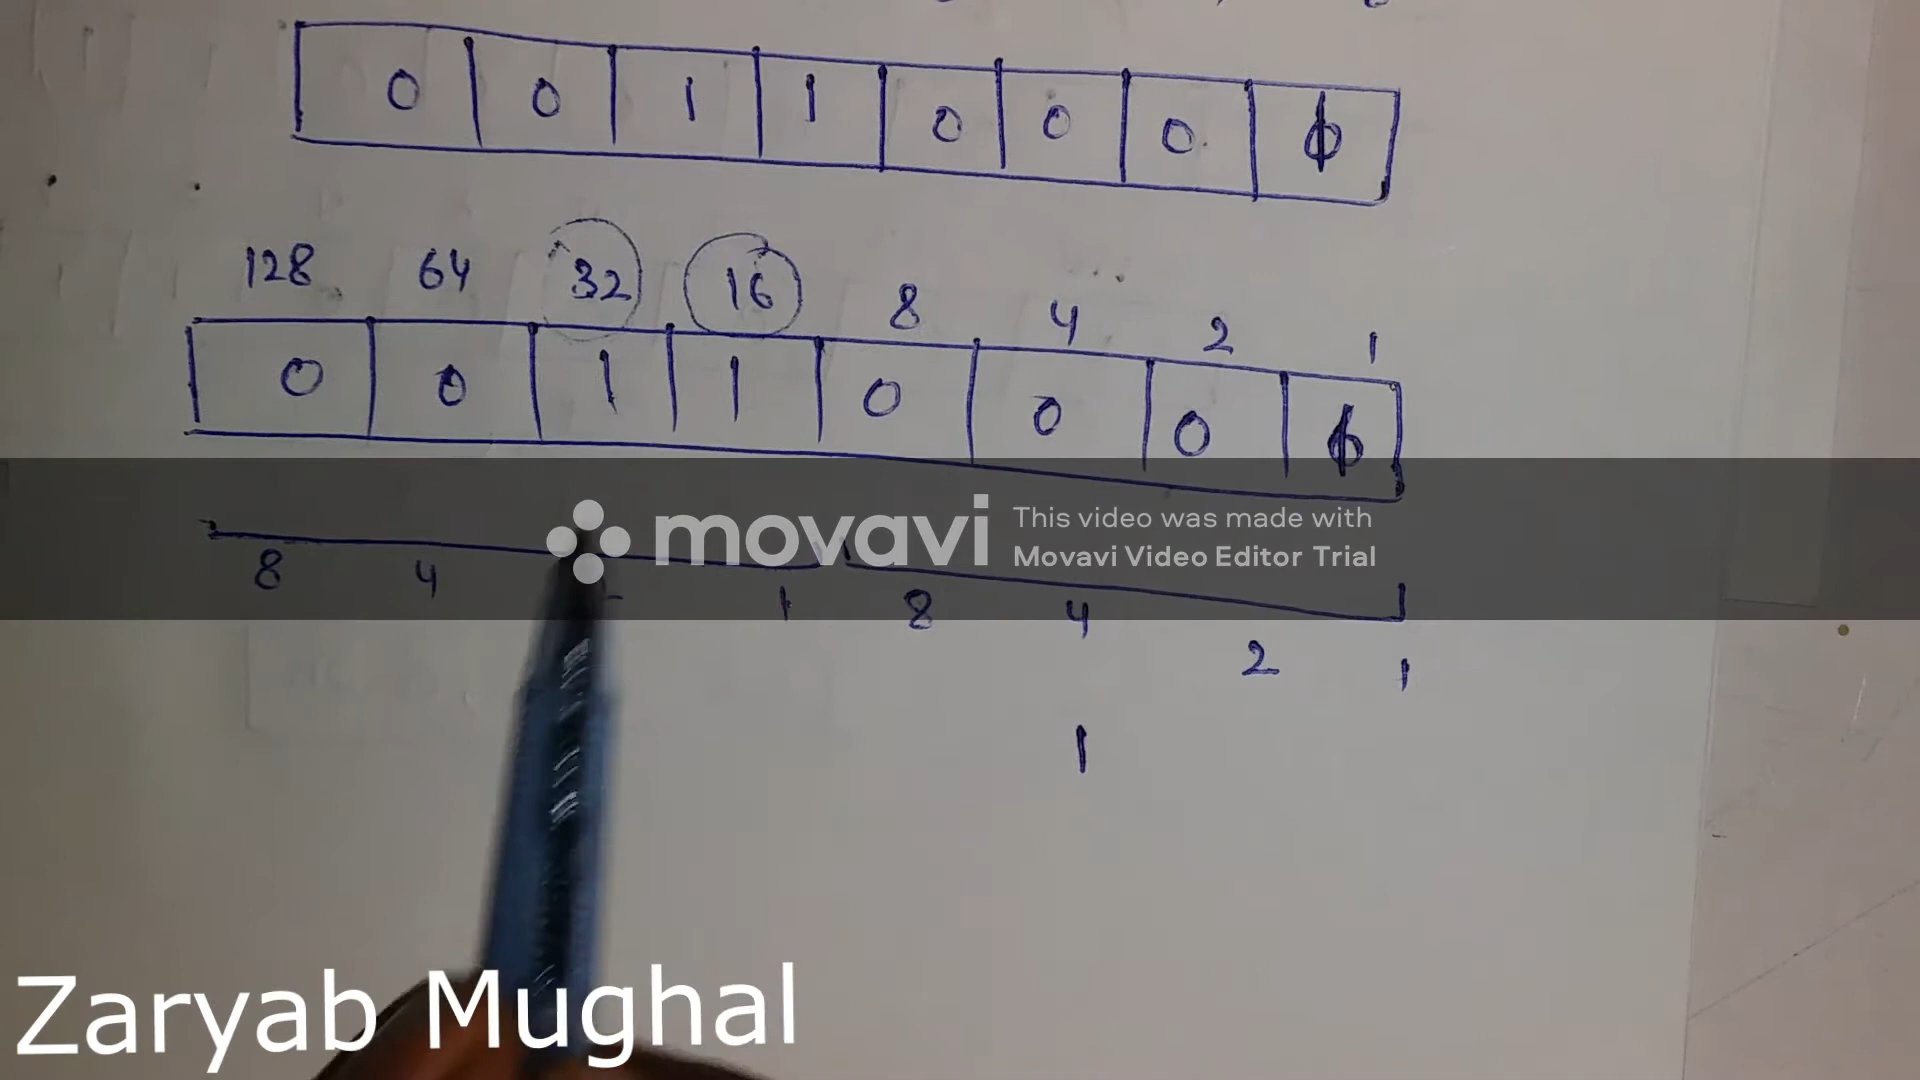 0 0 1 1 0 0 0 0
128 64 32 16 8 4 2 1
0 0 1 1 0 0 0 0
movavi This video was made with
Movavi Video Editor Trial
8 4 1 8 4 2 1
1
Zaryab Mughal